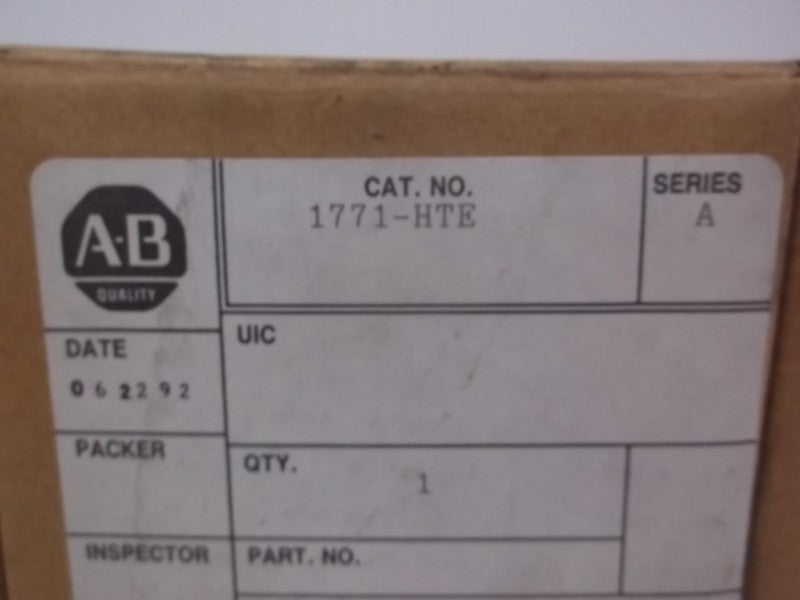 A·B
QUALITY
CAT. NO.
1771-HTE
SERIES
A
DATE
062292
UIC
PACKER
QTY.
1
INSPECTOR
PART. NO.